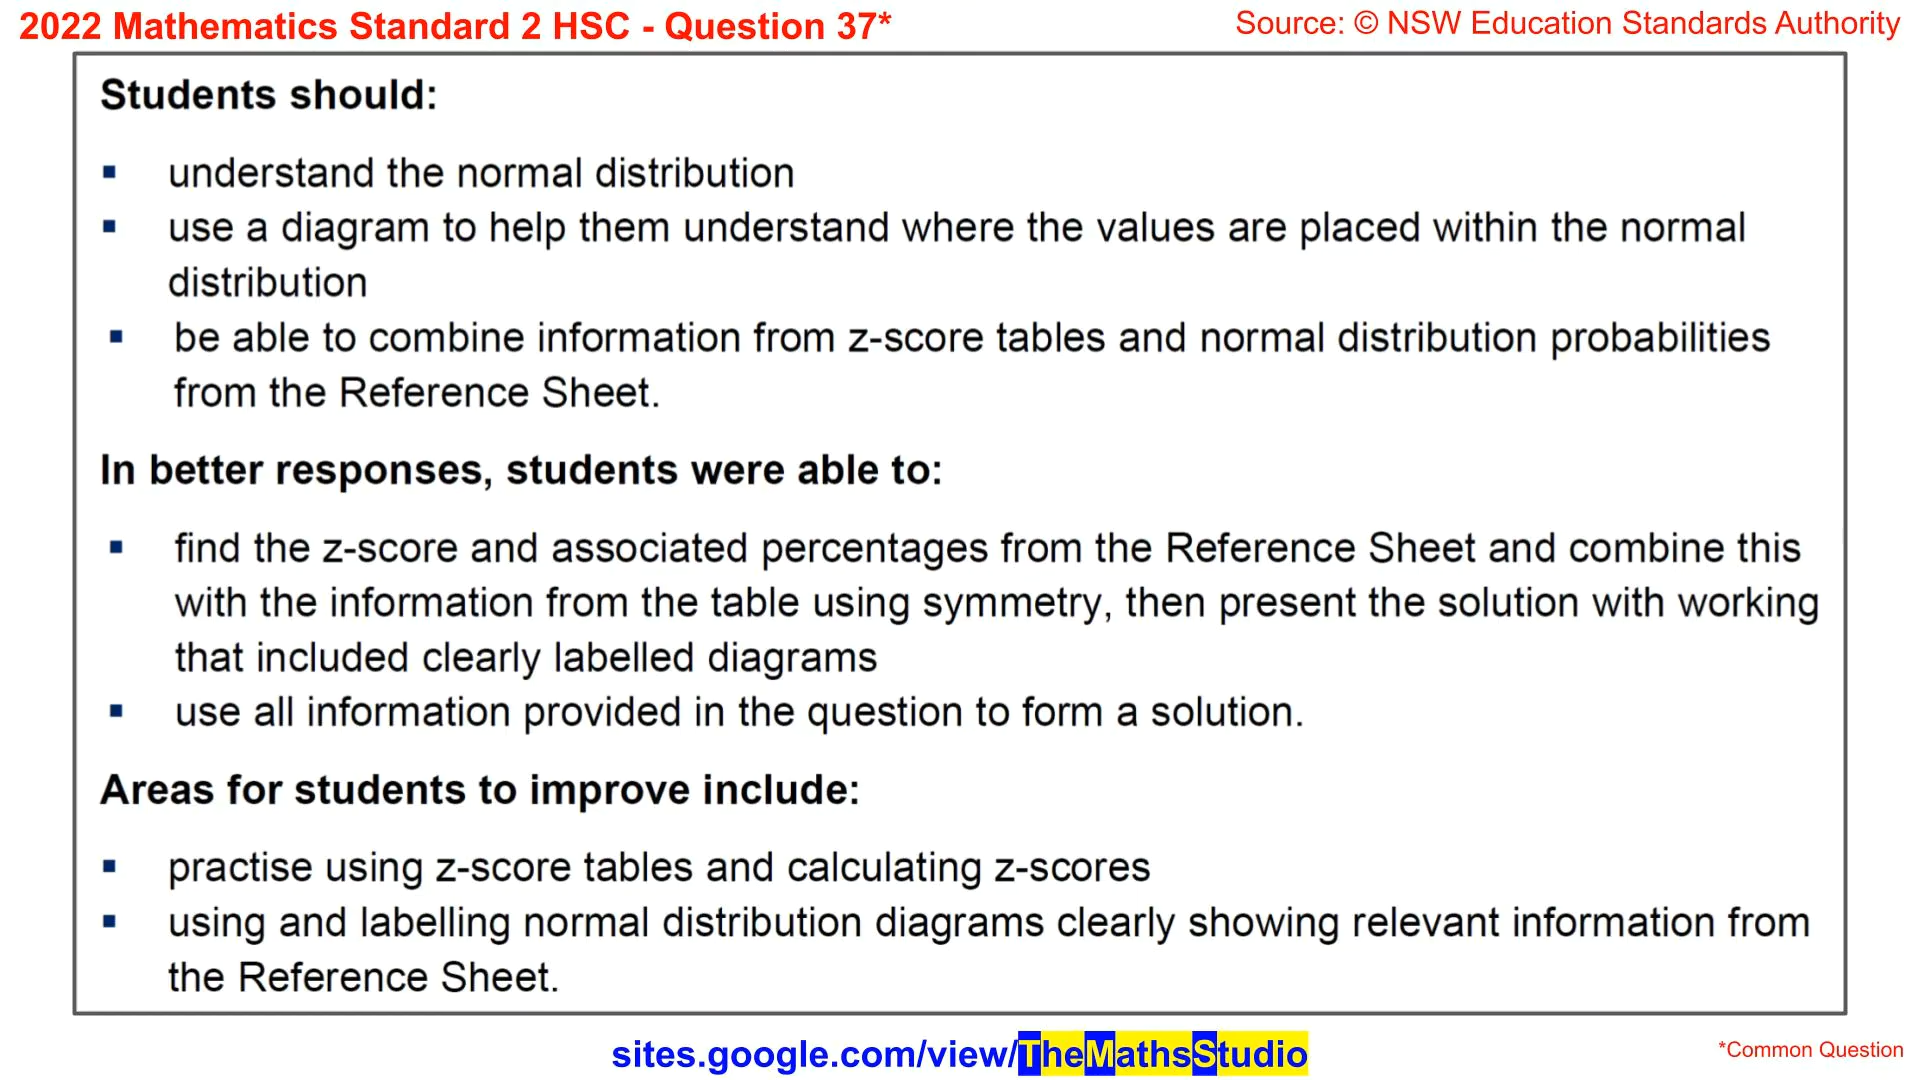 2022 Mathematics Standard 2 HSC - Question 37*
Source: © NSW Education Standards Authority
Students should:
▪ understand the normal distribution
▪ use a diagram to help them understand where the values are placed within the normal
distribution
▪ be able to combine information from z-score tables and normal distribution probabilities
from the Reference Sheet.
In better responses, students were able to:
▪ find the z-score and associated percentages from the Reference Sheet and combine this
with the information from the table using symmetry, then present the solution with working
that included clearly labelled diagrams
▪ use all information provided in the question to form a solution.
Areas for students to improve include:
▪ practise using z-score tables and calculating z-scores
▪ using and labelling normal distribution diagrams clearly showing relevant information from
the Reference Sheet.
sites.google.com/view/TheMathsStudio
*Common Question